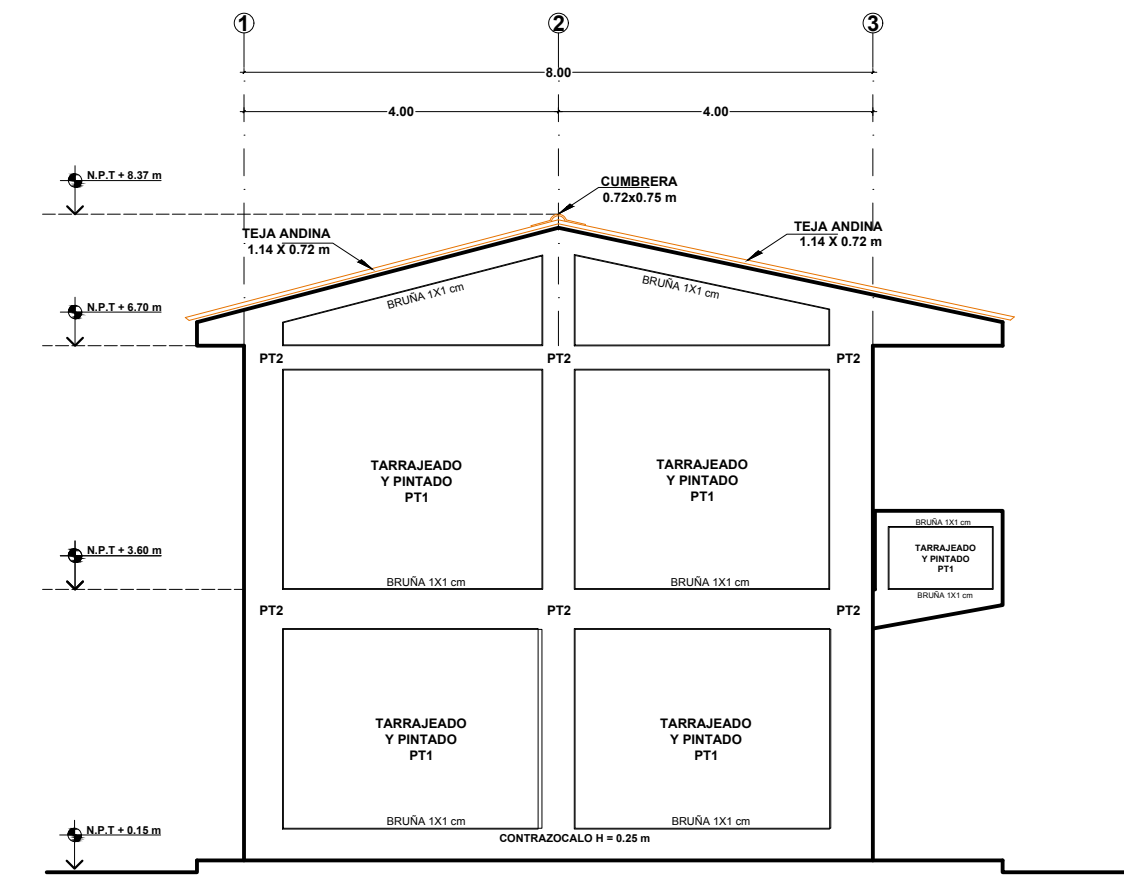 1
2
3
8.00
4.00
4.00
N.P.T + 8.37 m
CUMBRERA
0.72x0.75 m
TEJA ANDINA
1.14 X 0.72 m
TEJA ANDINA
1.14 X 0.72 m
BRUÑA 1X1 cm
BRUÑA 1X1 cm
N.P.T + 6.70 m
PT2
PT2
PT2
TARRAJEADO
Y PINTADO
PT1
TARRAJEADO
Y PINTADO
PT1
BRUÑA 1X1 cm
TARRAJEADO
Y PINTADO
PT1
BRUÑA 1X1 cm
N.P.T + 3.60 m
BRUÑA 1X1 cm
BRUÑA 1X1 cm
PT2
PT2
PT2
TARRAJEADO
Y PINTADO
PT1
TARRAJEADO
Y PINTADO
PT1
BRUÑA 1X1 cm
BRUÑA 1X1 cm
N.P.T + 0.15 m
CONTRAZOCALO H = 0.25 m